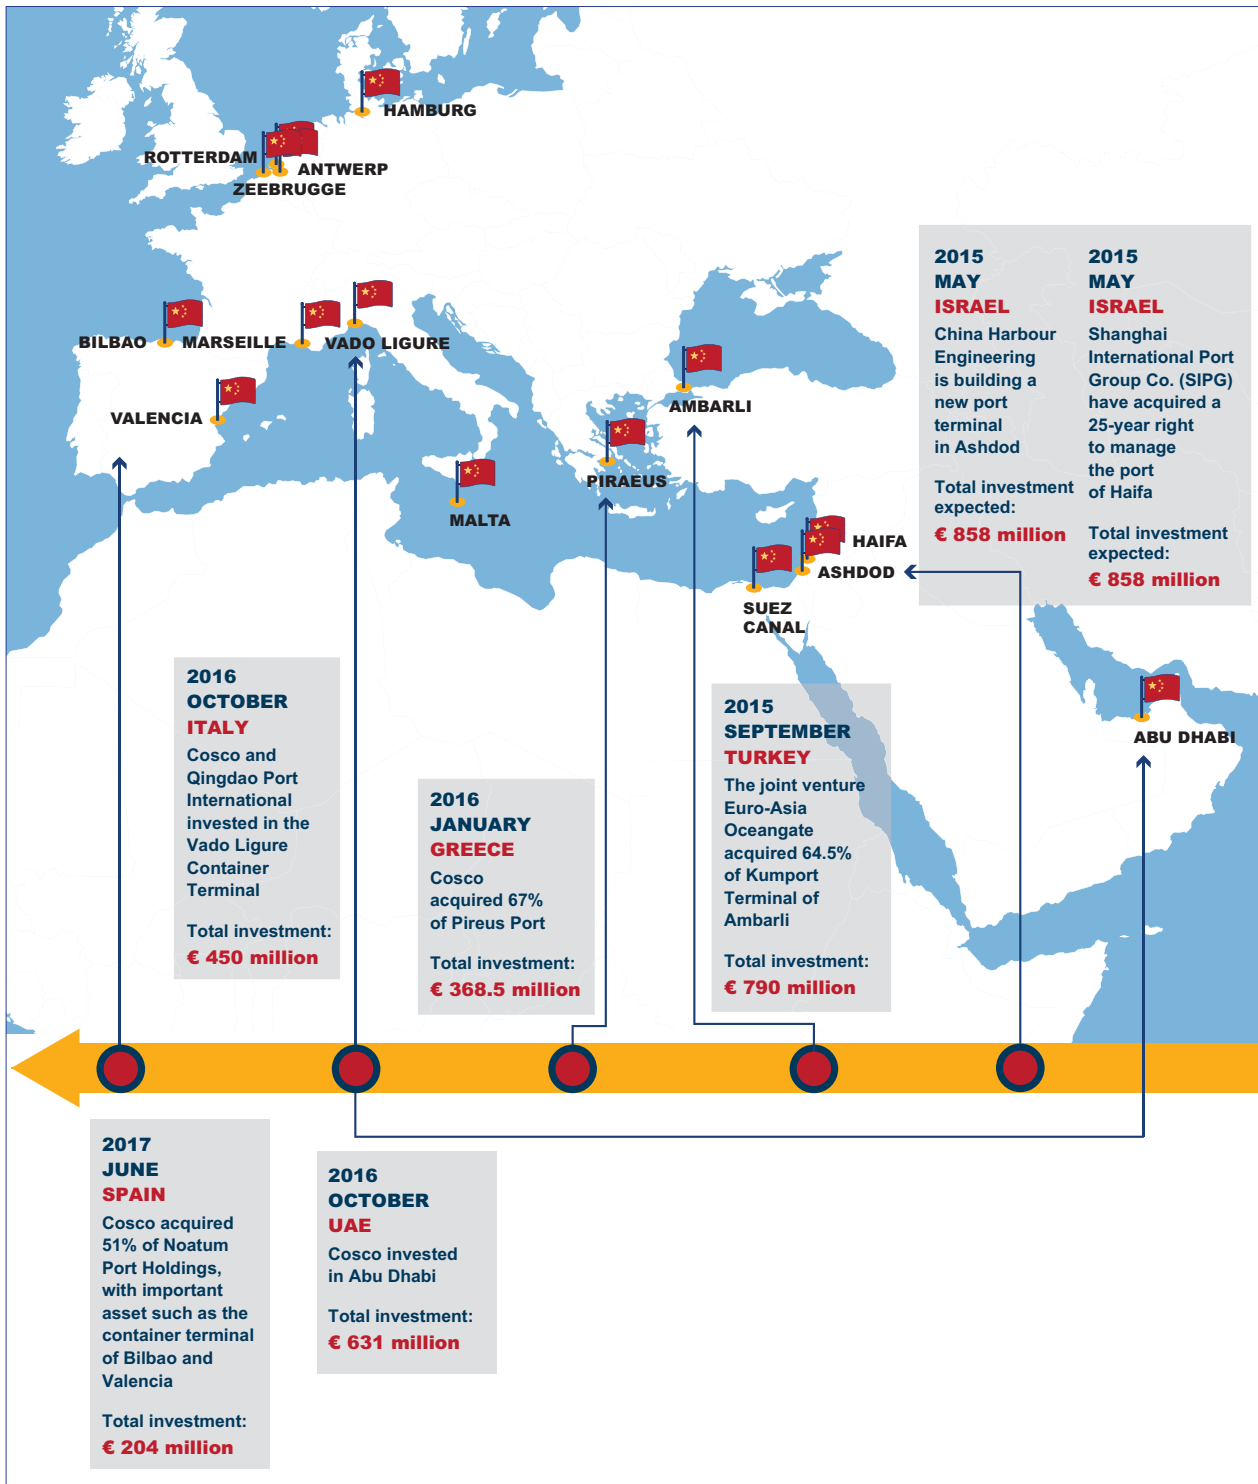 HAMBURG
ROTTERDAM
ANTWERP
ZEEBRUGGE
BILBAO
MARSEILLE
VADO LIGURE
VALENCIA
AMBARLI
PIRAEUS
MALTA
HAIFA
ASHDOD
SUEZ
CANAL
ABU DHABI
2015
MAY
ISRAEL
China Harbour
Engineering
is building a
new port
terminal
in Ashdod
Total investment
expected:
€ 858 million
2015
MAY
ISRAEL
Shanghai
International Port
Group Co. (SIPG)
have acquired a
25-year right
to manage
the port
of Haifa
Total investment
expected:
€ 858 million
2016
OCTOBER
ITALY
Cosco and
Qingdao Port
International
invested in the
Vado Ligure
Container
Terminal
Total investment:
€ 450 million
2016
JANUARY
GREECE
Cosco
acquired 67%
of Pireus Port
Total investment:
€ 368.5 million
2015
SEPTEMBER
TURKEY
The joint venture
Euro-Asia
Oceangate
acquired 64.5%
of Kumport
Terminal of
Ambarli
Total investment:
€ 790 million
2017
JUNE
SPAIN
Cosco acquired
51% of Noatum
Port Holdings,
with important
asset such as the
container terminal
of Bilbao and
Valencia
Total investment:
€ 204 million
2016
OCTOBER
UAE
Cosco invested
in Abu Dhabi
Total investment:
€ 631 million